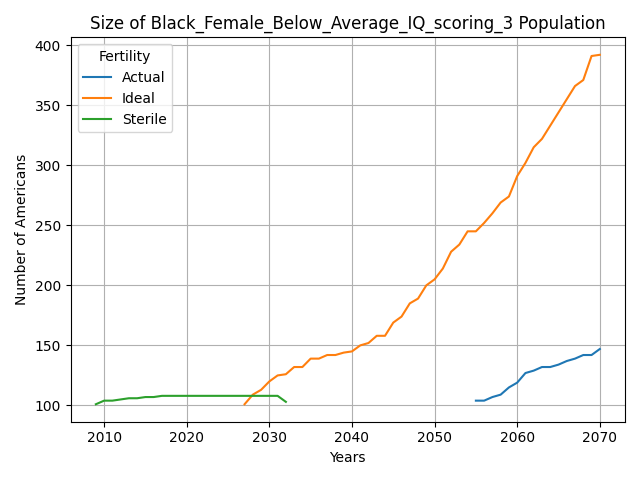 Size of Black_Female_Below_Average_IQ_scoring_3 Population
Fertility
Actual
Ideal
Sterile
Number of Americans
400
350
300
250
200
150
100
2010
2020
2030
2040
2050
2060
2070
Years